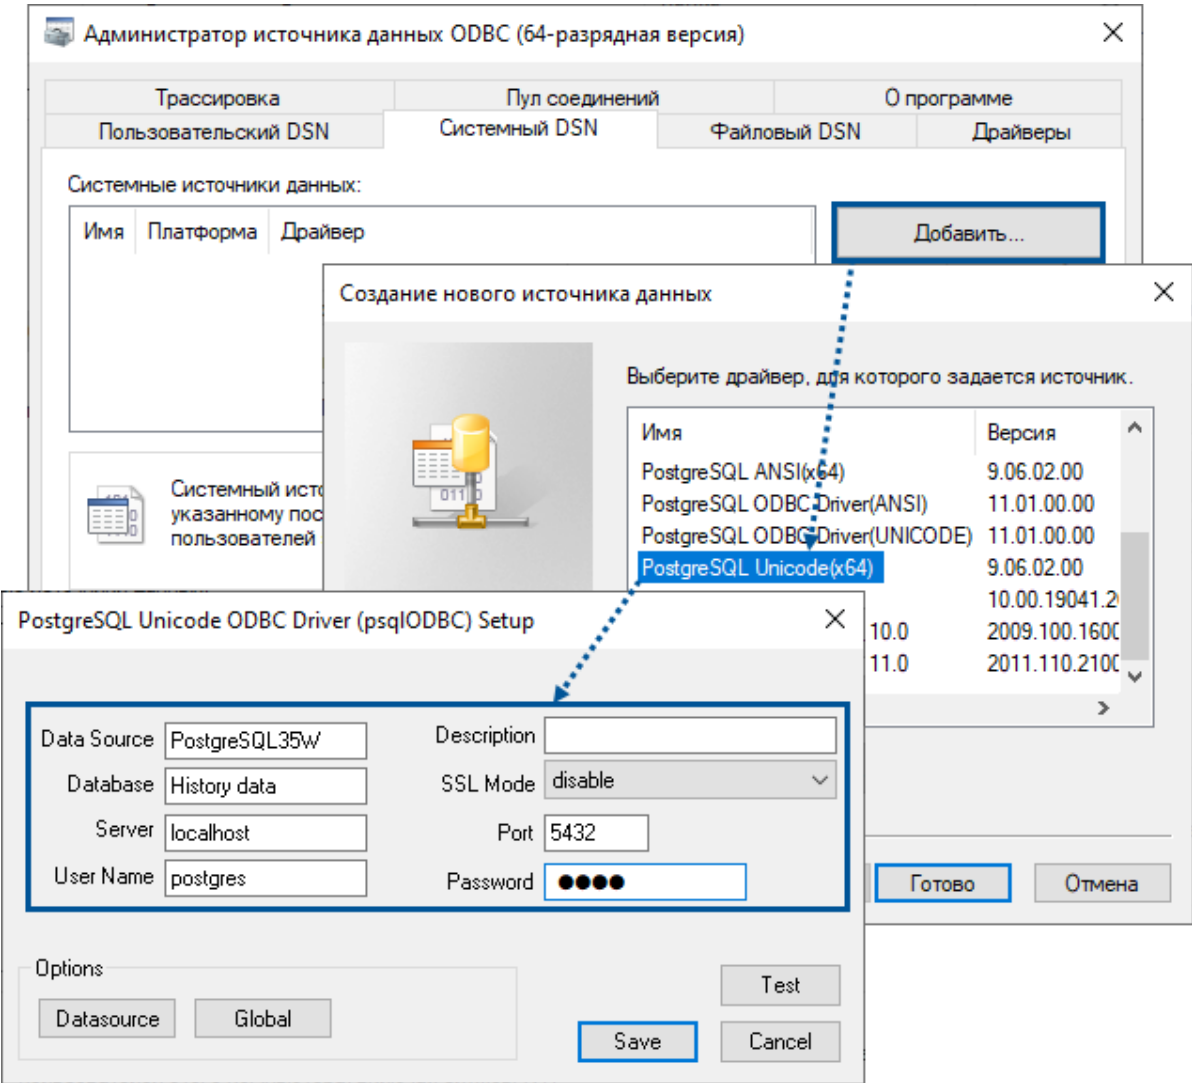 Администратор источника данных ODBC (64-разрядная версия)
Трассировка
Пул соединений
О программе
Пользовательский DSN
Системный DSN
Файловый DSN
Драйверы
Системные источники данных:
Имя
Платформа
Драйвер
Добавить...
Создание нового источника данных
Выберите драйвер, для которого задается источник.
Имя
Версия
PostgreSQL ANSI(x64)
9.06.02.00
PostgreSQL ODBC Driver(ANSI)
11.01.00.00
PostgreSQL ODBC Driver(UNICODE)
11.01.00.00
PostgreSQL Unicode(x64)
9.06.02.00
10.00.19041.2
10.0
2009.100.1600
11.0
2011.110.2100
Системный
указанному
пользователей
Готово
Отмена
PostgreSQL Unicode ODBC Driver (psqlODBC) Setup
Data Source
PostgreSQL35W
Description
Database
History data
SSL Mode
disable
Server
localhost
Port
5432
User Name
postgres
Password
Options
Datasource
Global
Test
Save
Cancel